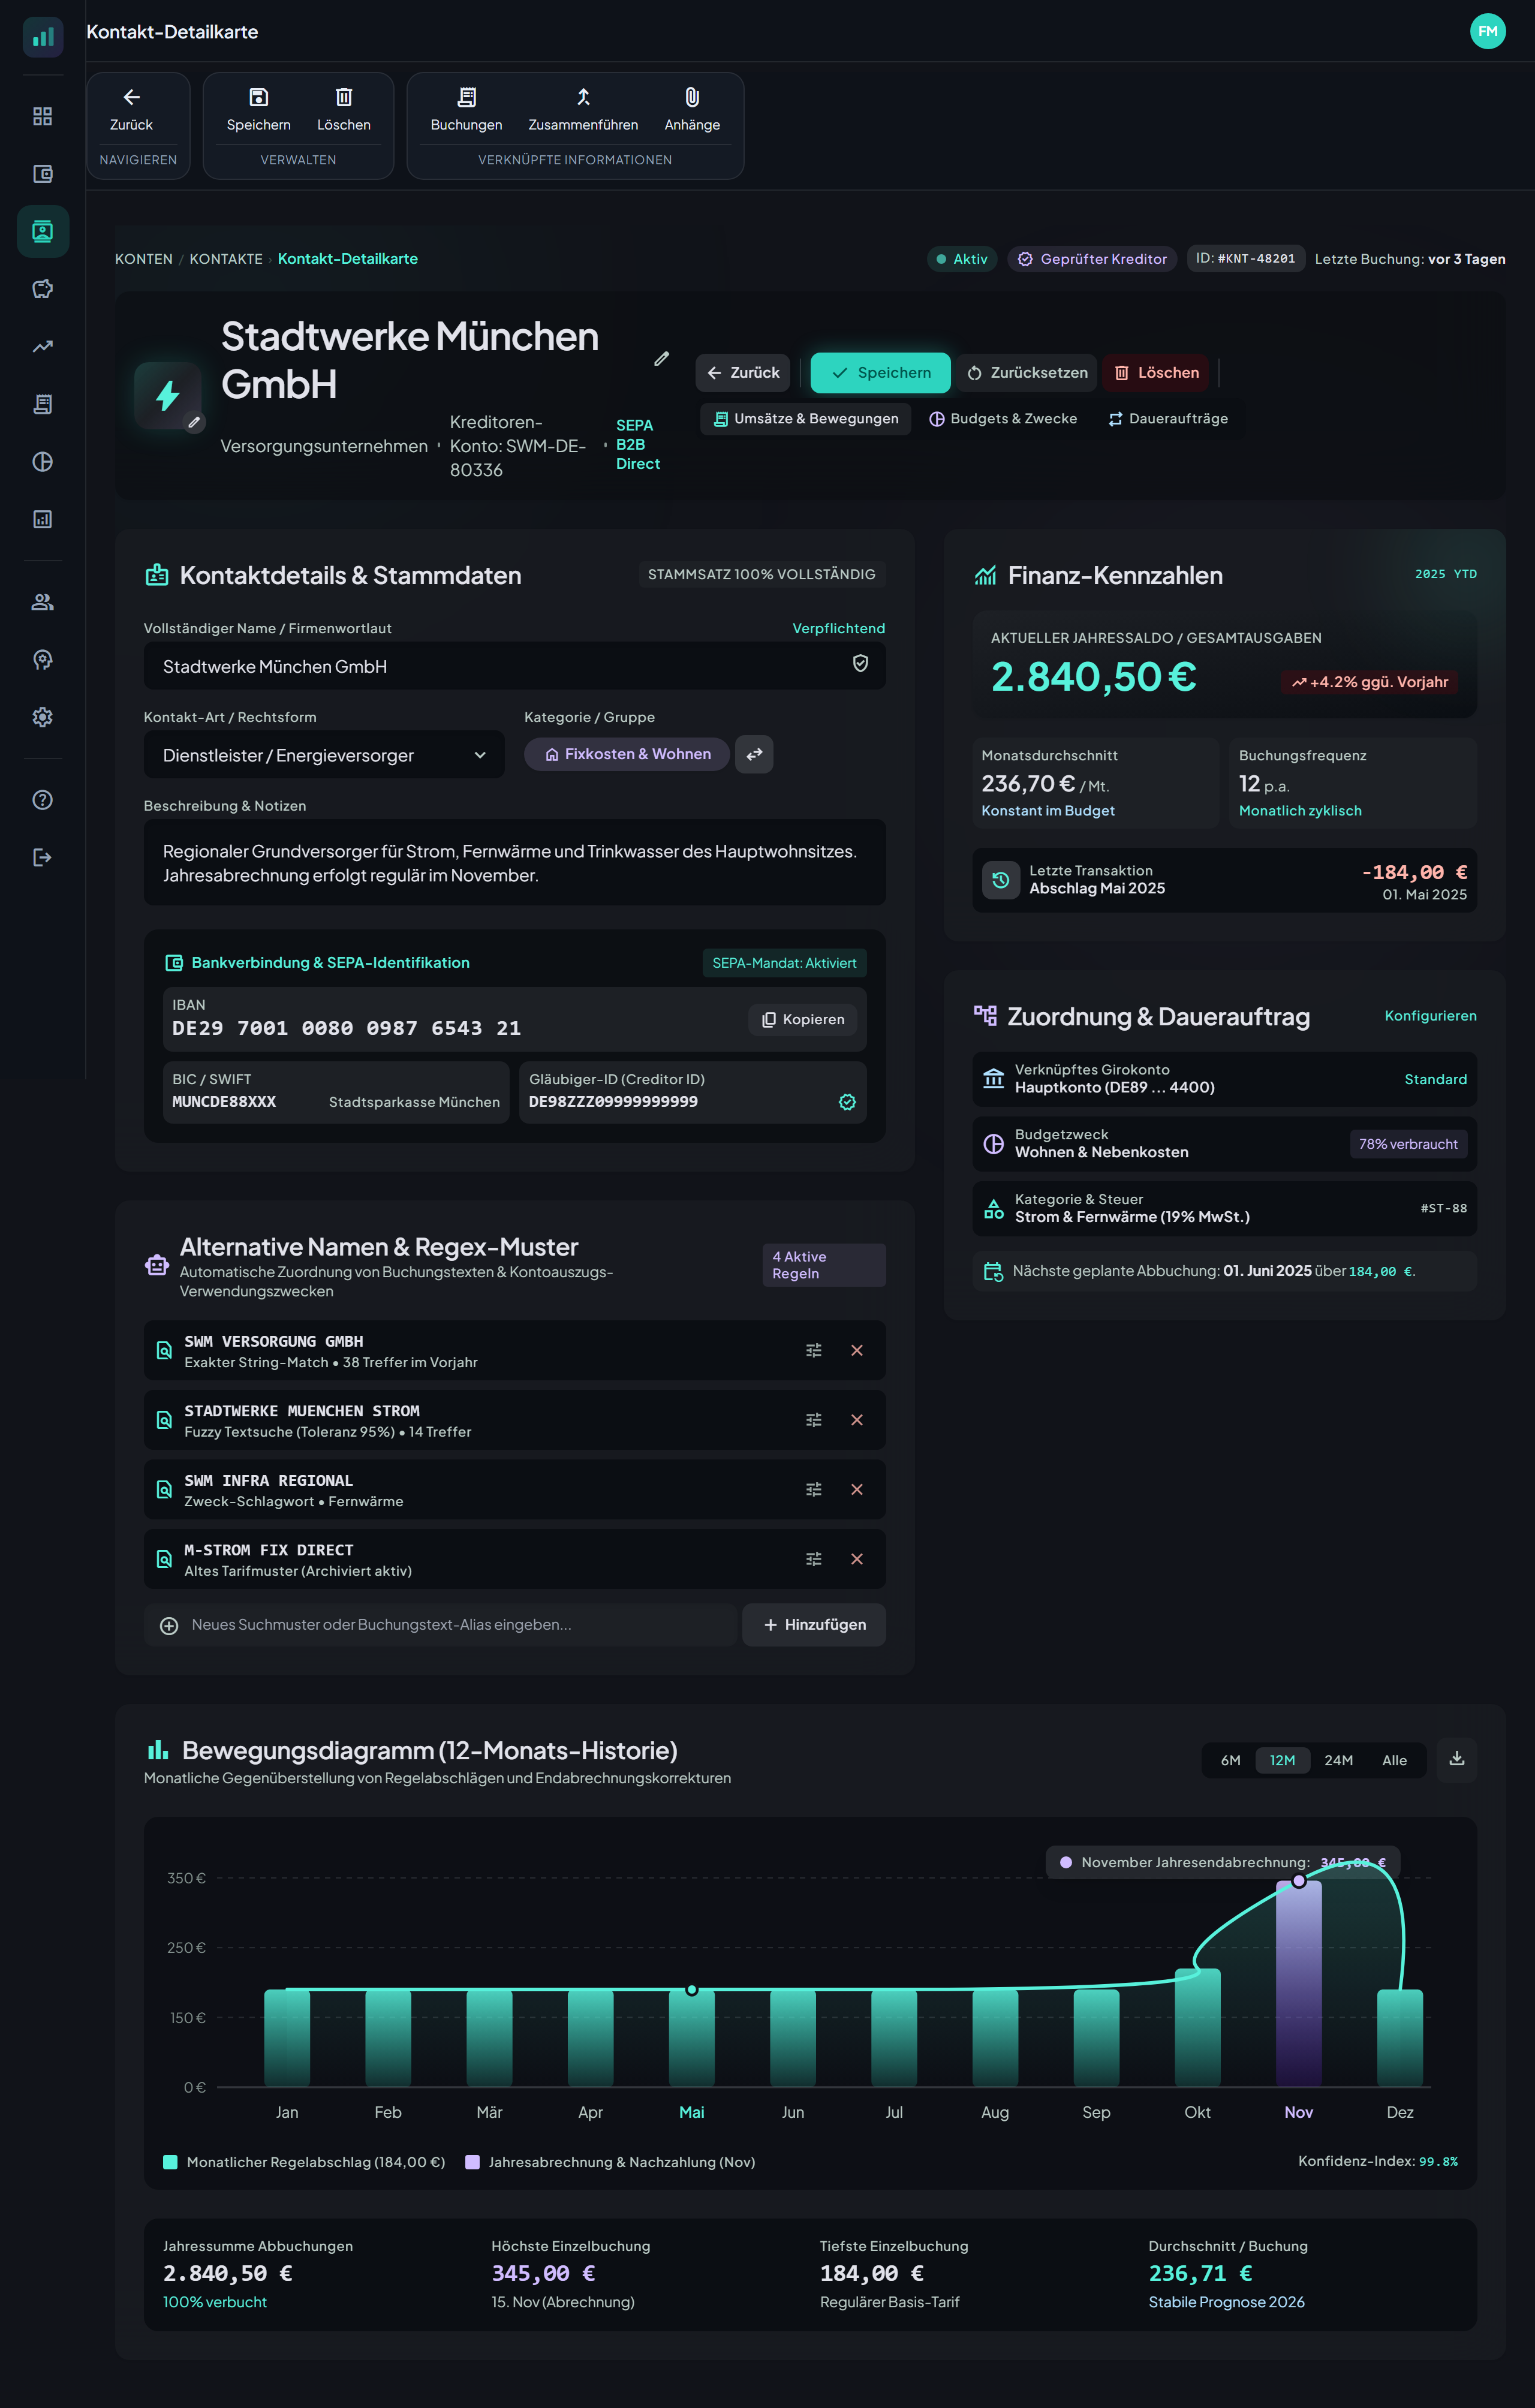 Kontakt-Detailkarte
FM
Zurück
NAVIGIEREN
Speichern
Löschen
VERWALTEN
Buchungen
Zusammenführen
Anhänge
VERKNÜPFTE INFORMATIONEN
KONTEN / KONTAKTE › Kontakt-Detailkarte
Aktiv
Geprüfter Kreditor
ID: #KNT-48201
Letzte Buchung: vor 3 Tagen
Stadtwerke München
GmbH
Versorgungsunternehmen
Kreditoren-
Konto: SWM-DE-
80336
SEPA
B2B
Direct
Zurück
Speichern
Zurücksetzen
Löschen
Umsätze & Bewegungen
Budgets & Zwecke
Daueraufträge
Kontaktdetails & Stammdaten
STAMMSATZ 100% VOLLSTÄNDIG
Vollständiger Name / Firmenwortlaut
Verpflichtend
Stadtwerke München GmbH
Kontakt-Art / Rechtsform
Dienstleister / Energieversorger
Kategorie / Gruppe
Fixkosten & Wohnen
Beschreibung & Notizen
Regionaler Grundversorger für Strom, Fernwärme und Trinkwasser des Hauptwohnsitzes.
Jahresabrechnung erfolgt regulär im November.
Bankverbindung & SEPA-Identifikation
SEPA-Mandat: Aktiviert
IBAN
DE29 7001 0080 0987 6543 21
Kopieren
BIC / SWIFT
MUNCDE88XXX
Stadtsparkasse München
Gläubiger-ID (Creditor ID)
DE98ZZZ09999999999
Finanz-Kennzahlen
2025 YTD
AKTUELLER JAHRESSALDO / GESAMTAUSGABEN
2.840,50 €
+4.2% ggü. Vorjahr
Monatsdurchschnitt
236,70 € / Mt.
Konstant im Budget
Buchungsfrequenz
12 p.a.
Monatlich zyklisch
Letzte Transaktion
Abschlag Mai 2025
-184,00 €
01. Mai 2025
Zuordnung & Dauerauftrag
Konfigurieren
Verknüpftes Girokonto
Hauptkonto (DE89 ... 4400)
Standard
Budgetzweck
Wohnen & Nebenkosten
78% verbraucht
Kategorie & Steuer
Strom & Fernwärme (19% MwSt.)
#ST-88
Nächste geplante Abbuchung: 01. Juni 2025 über 184,00 €.
Alternative Namen & Regex-Muster
Automatische Zuordnung von Buchungstexten & Kontoauszugs-
Verwendungszwecken
4 Aktive
Regeln
SWM VERSORGUNG GMBH
Exakter String-Match • 38 Treffer im Vorjahr
STADTWERKE MUENCHEN STROM
Fuzzy Textsuche (Toleranz 95%) • 14 Treffer
SWM INFRA REGIONAL
Zweck-Schlagwort • Fernwärme
M-STROM FIX DIRECT
Altes Tarifmuster (Archiviert aktiv)
Neues Suchmuster oder Buchungstext-Alias eingeben...
Hinzufügen
Bewegungsdiagramm (12-Monats-Historie)
Monatliche Gegenüberstellung von Regelabschlägen und Endabrechnungskorrekturen
6M
12M
24M
Alle
November Jahresendabrechnung: 345,00 €
350 €
250 €
150 €
0 €
Jan
Feb
Mär
Apr
Mai
Jun
Jul
Aug
Sep
Okt
Nov
Dez
Monatlicher Regelabschlag (184,00 €)
Jahresabrechnung & Nachzahlung (Nov)
Konfidenz-Index: 99.8%
Jahressumme Abbuchungen
2.840,50 €
100% verbucht
Höchste Einzelbuchung
345,00 €
15. Nov (Abrechnung)
Tiefste Einzelbuchung
184,00 €
Regulärer Basis-Tarif
Durchschnitt / Buchung
236,71 €
Stabile Prognose 2026